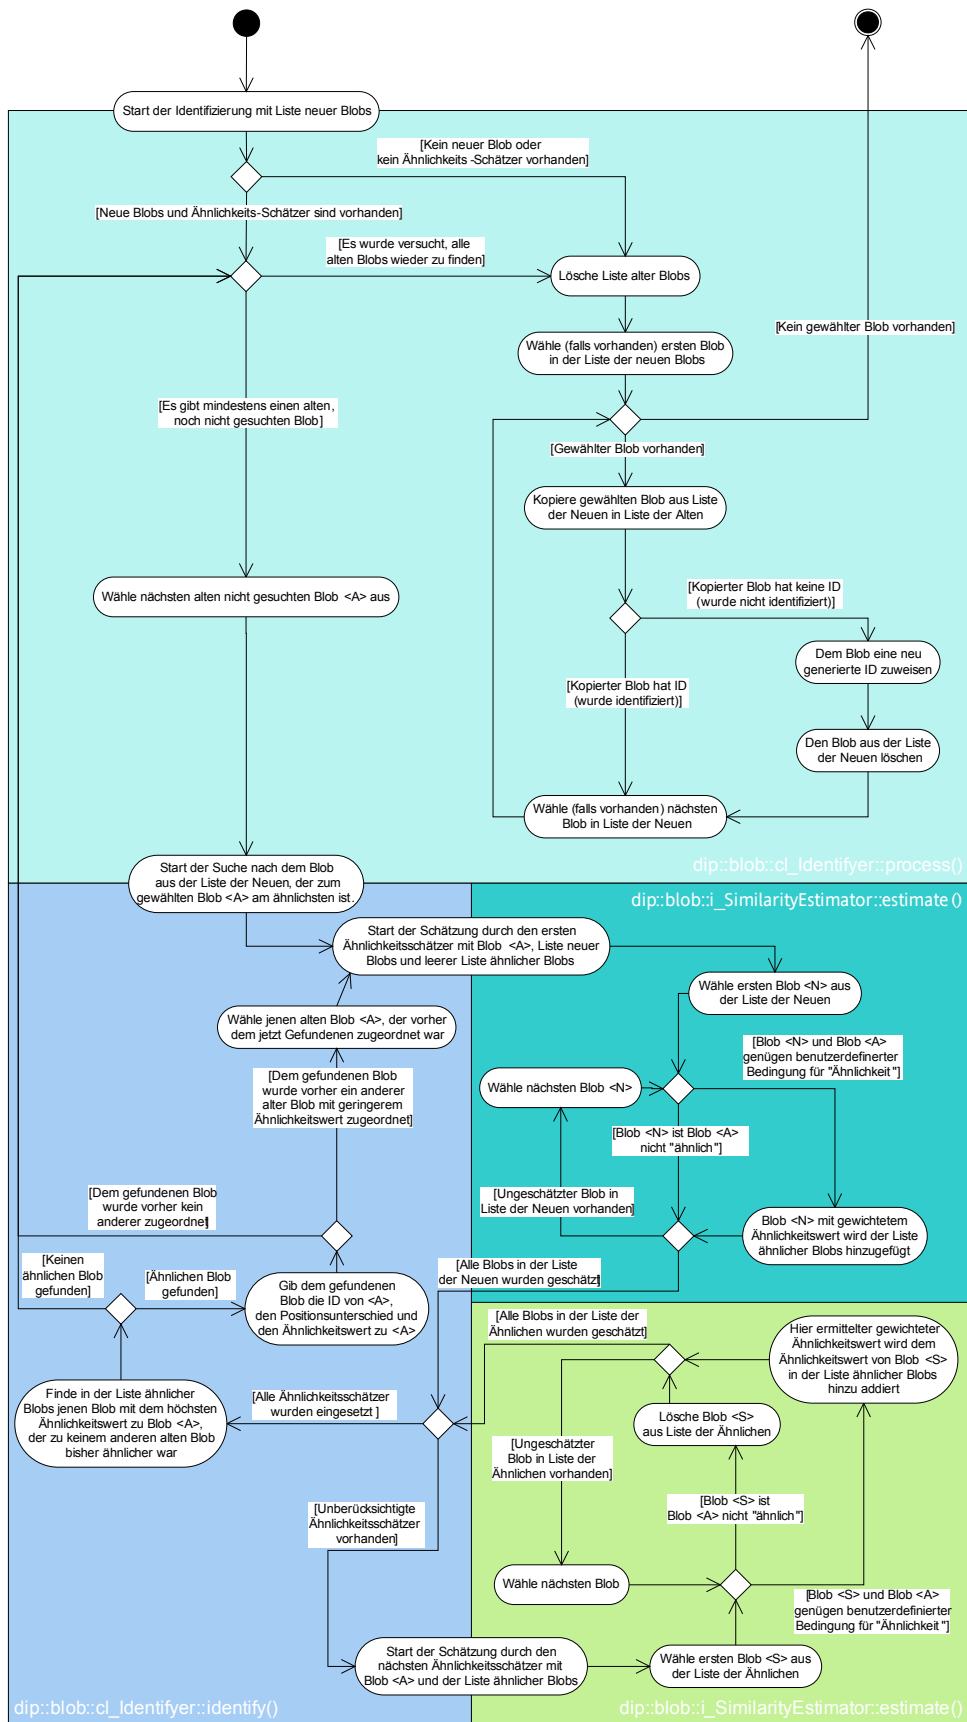 Start der Identifizierung mit Liste neuer Blobs
[Kein neuer Blob oder
kein Ähnlichkeits -Schätzer vorhanden]
[Neue Blobs und Ähnlichkeits-Schätzer sind vorhanden]
[Es wurde versucht, alle
alten Blobs wieder zu finden]
Lösche Liste alter Blobs
[Kein gewählter Blob vorhanden]
Wähle (falls vorhanden) ersten Blob
in der Liste der neuen Blobs
[Es gibt mindestens einen alten,
noch nicht gesuchten Blob]
[Gewählter Blob vorhanden]
Kopiere gewählten Blob aus Liste
der Neuen in Liste der Alten
Wähle nächsten alten nicht gesuchten Blob <A> aus
[Kopierter Blob hat keine ID
(wurde nicht identifiziert)]
Dem Blob eine neu
generierte ID zuweisen
[Kopierter Blob hat ID
(wurde identifiziert)]
Den Blob aus der Liste
der Neuen löschen
Wähle (falls vorhanden) nächsten
Blob in Liste der Neuen
dip::blob::cl_Identifyer::process()
Start der Suche nach dem Blob
aus der Liste der Neuen, der zum
gewählten Blob <A> am ähnlichsten ist.
dip::blob::i_SimilarityEstimator::estimate()
Start der Schätzung durch den ersten
Ähnlichkeitsschätzer mit Blob <A>, Liste neuer
Blobs und leerer Liste ähnlicher Blobs
Wähle ersten Blob <N> aus
der Liste der Neuen
Wähle jenen alten Blob <A>, der vorher
dem jetzt Gefundenen zugeordnet war
[Blob <N> und Blob <A>
genügen benutzerdefinerter
Bedingung für "Ähnlichkeit"]
[Dem gefundenen Blob
wurde vorher ein anderer
alter Blob mit geringerem
Ähnlichkeitswert zugeordnet]
Wähle nächsten Blob <N>
[Blob <N> ist Blob <A>
nicht "ähnlich"]
[Dem gefundenen Blob
wurde vorher kein
anderer zugeordnet]
[Ungeschätzter Blob in
Liste der Neuen vorhanden]
Blob <N> mit gewichtetem
Ähnlichkeitswert wird der Liste
ähnlicher Blobs hinzugefügt
[Keinen
ähnlichen Blob
gefunden]
[Ähnlichen Blob
gefunden]
Gib dem gefundenen
Blob die ID von <A>,
den Positionsunterschied und
den Ähnlichkeitswert zu <A>
[Alle Blobs in der Liste
der Neuen wurden geschätzt]
[Alle Blobs in der Liste der
Ähnlichen wurden geschätzt]
Hier ermittelter gewichteter
Ähnlichkeitswert wird dem
Ähnlichkeitswert von Blob <S>
in der Liste ähnlicher Blobs
hinzu addiert
Finde in der Liste ähnlicher
Blobs jenen Blob mit dem höchsten
Ähnlichkeitswert zu Blob <A>,
der zu keinem anderen alten Blob
bisher ähnlicher war
[Alle Ähnlichkeitsschätzer
wurden eingesetzt ]
Lösche Blob <S>
aus Liste der Ähnlichen
[Ungeschätzter
Blob in Liste der
Ähnlichen vorhanden]
[Unberücksichtigte
Ähnlichkeitsschätzer
vorhanden]
[Blob <S> ist
Blob <A> nicht "ähnlich"]
Wähle nächsten Blob
[Blob <S> und Blob <A>
genügen benutzerdefinierter
Bedingung für "Ähnlichkeit"]
Start der Schätzung durch den
nächsten Ähnlichkeitsschätzer mit
Blob <A> und der Liste ähnlicher Blobs
Wähle ersten Blob <S> aus
der Liste der Ähnlichen
dip::blob::cl_Identifyer::identify()
dip::blob::i_SimilarityEstimator::estimate()